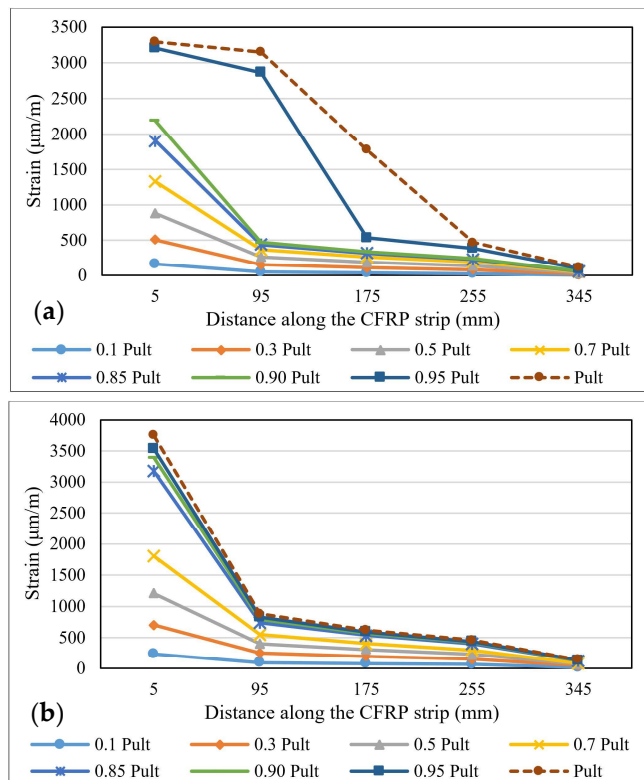 3500
3000
2500
2000
1500
1000
500
0
Strain (μm/m)
(a)
5 95 175 255 345
Distance along the CFRP strip (mm)
0.1 Pult 0.3 Pult 0.5 Pult 0.7 Pult
0.85 Pult 0.90 Pult 0.95 Pult Pult
4000
3500
3000
2500
2000
1500
1000
500
0
Strain (μm/m)
(b)
5 95 175 255 345
Distance along the CFRP strip (mm)
0.1 Pult 0.3 Pult 0.5 Pult 0.7 Pult
0.85 Pult 0.90 Pult 0.95 Pult Pult